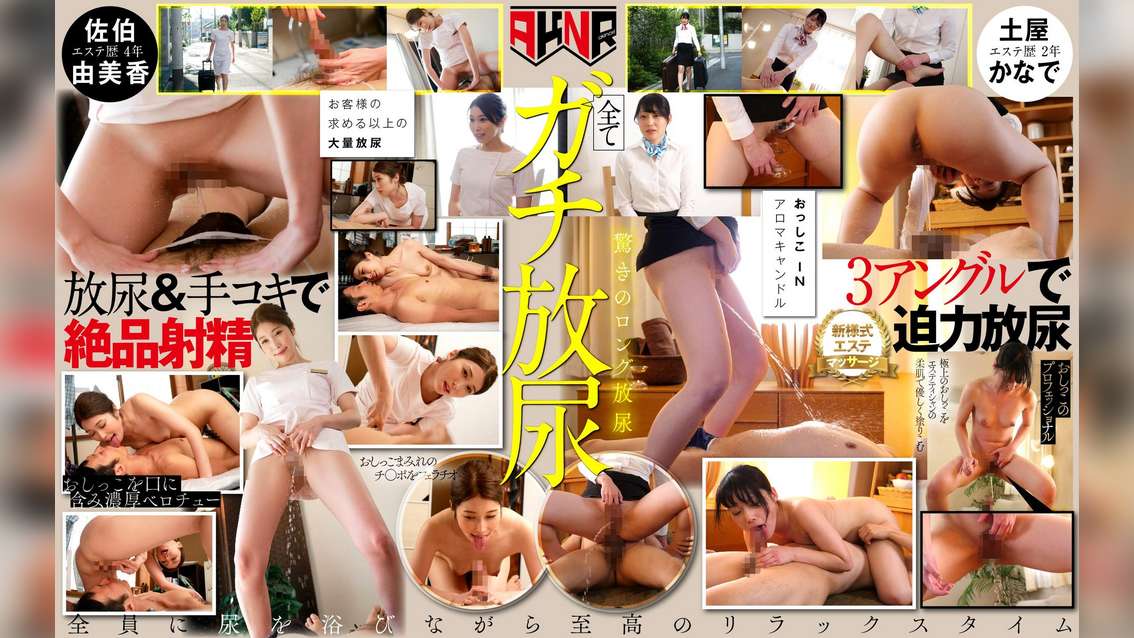 佐伯
エステ歴 4年
由美香
AKNR
土屋
エステ歴 2年
かなで
お客様の
求める以上の
大量放尿
全て
ガチ放尿
驚きのロング放尿
おっしこ IN
アロマキャンドル
放尿&手コキで
絶品射精
3アングルで
迫力放尿
新様式
エステ
マッサージ
おしっこの
プロフェッショナル
極上のおしっこを
エステティシャンの
柔肌で優しく塗りこむ
おしっこを口に
含み濃厚ベロチュー
おしっこまみれの
チ〇ポをフェラチオ
全員に尿を浴びながら至高のリラックスタイム